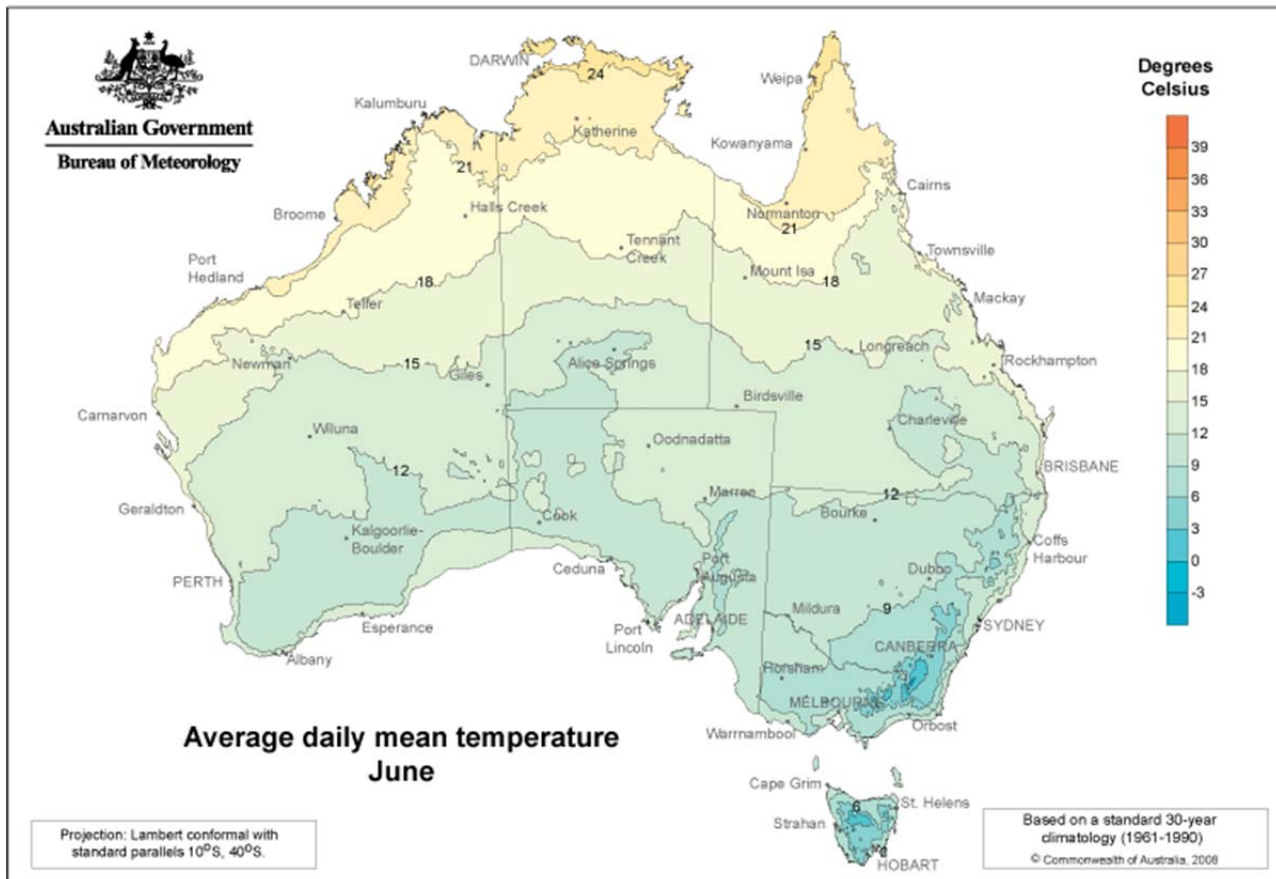 Australian Government
Bureau of Meteorology
Degrees
Celsius
39
36
33
30
27
24
21
18
15
12
9
6
3
0
-3
DARWIN
24
Weipa
Kalumburu
Katherine
Kowanyama
21
Cairns
Halls Creek
Broome
Normanton
21
Tennant
Creek
Townsville
Port
Hedland
Mount Isa
18
18
Telfer
Mackay
15
Longreach
Newman
15
Alice Springs
Rockhampton
Giles
Birdsville
Carnarvon
Charleville
Wiluna
Oodnadatta
12
BRISBANE
Marree
12
Geraldton
Bourke
Cook
Kalgoorlie-
Boulder
Coffs
Harbour
Ceduna
Port
Augusta
Dubbo
PERTH
Mildura
9
ADELAIDE
Esperance
Port
Lincoln
SYDNEY
CANBERRA
Albany
Horsham
MELBOURNE
Orbost
Warrnambool
Average daily mean temperature
June
Cape Grim
6
St. Helens
Strahan
HOBART
Projection: Lambert conformal with
standard parallels 10°S, 40°S.
Based on a standard 30-year
climatology (1961-1990)
© Commonwealth of Australia, 2008